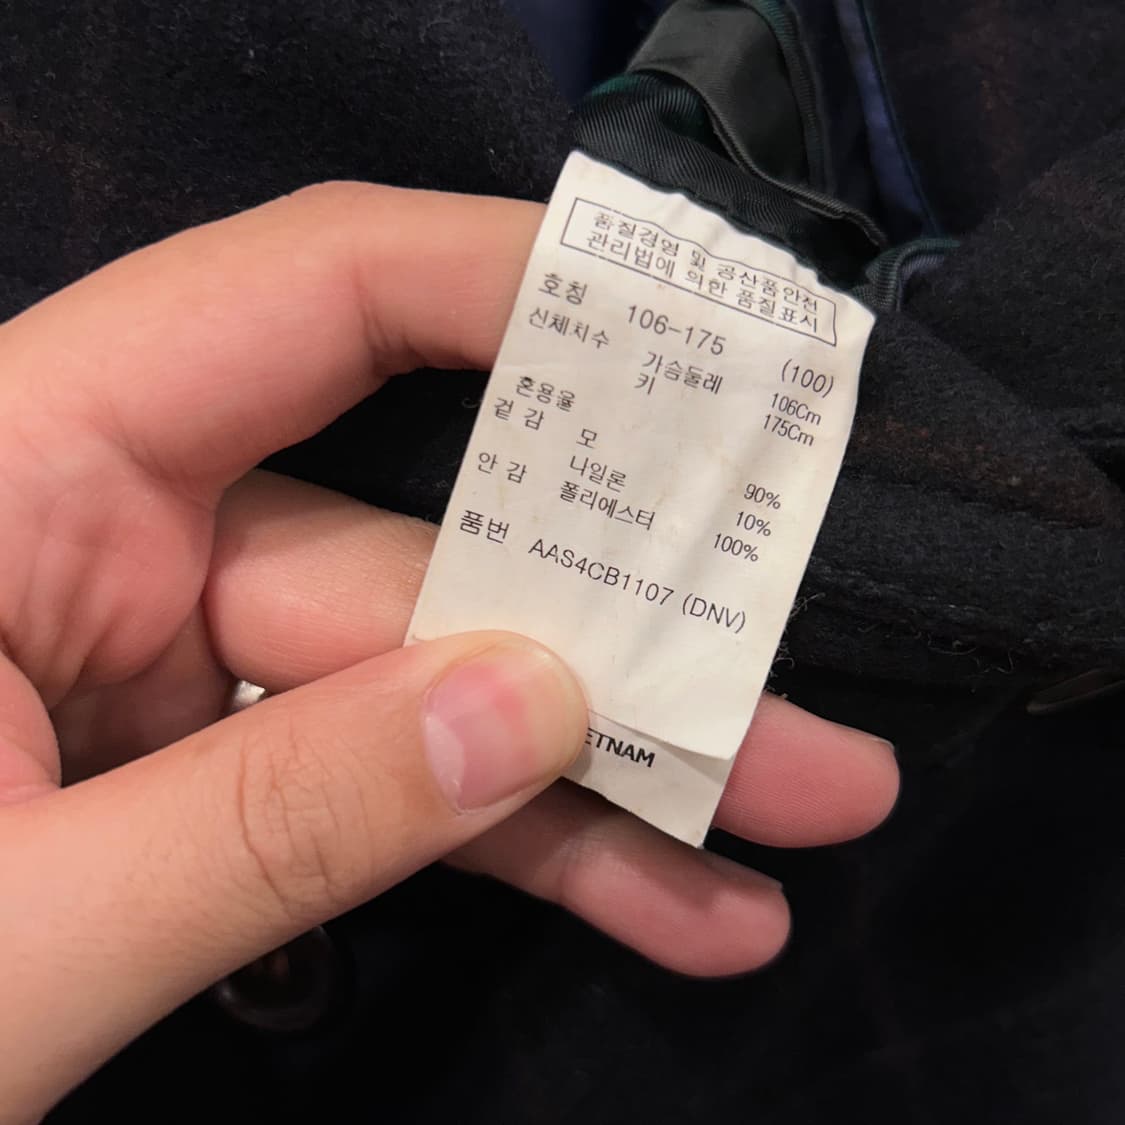 품질경영 및 공산품안전
관리법에 의한 품질표시
호칭 106-175 (100)
신체치수 가슴둘레 106Cm
키 175Cm
혼용율
겉 감 모 90%
나일론 10%
안 감 폴리에스터 100%
품번 AAS4CB1107 (DNV)
ETNAM